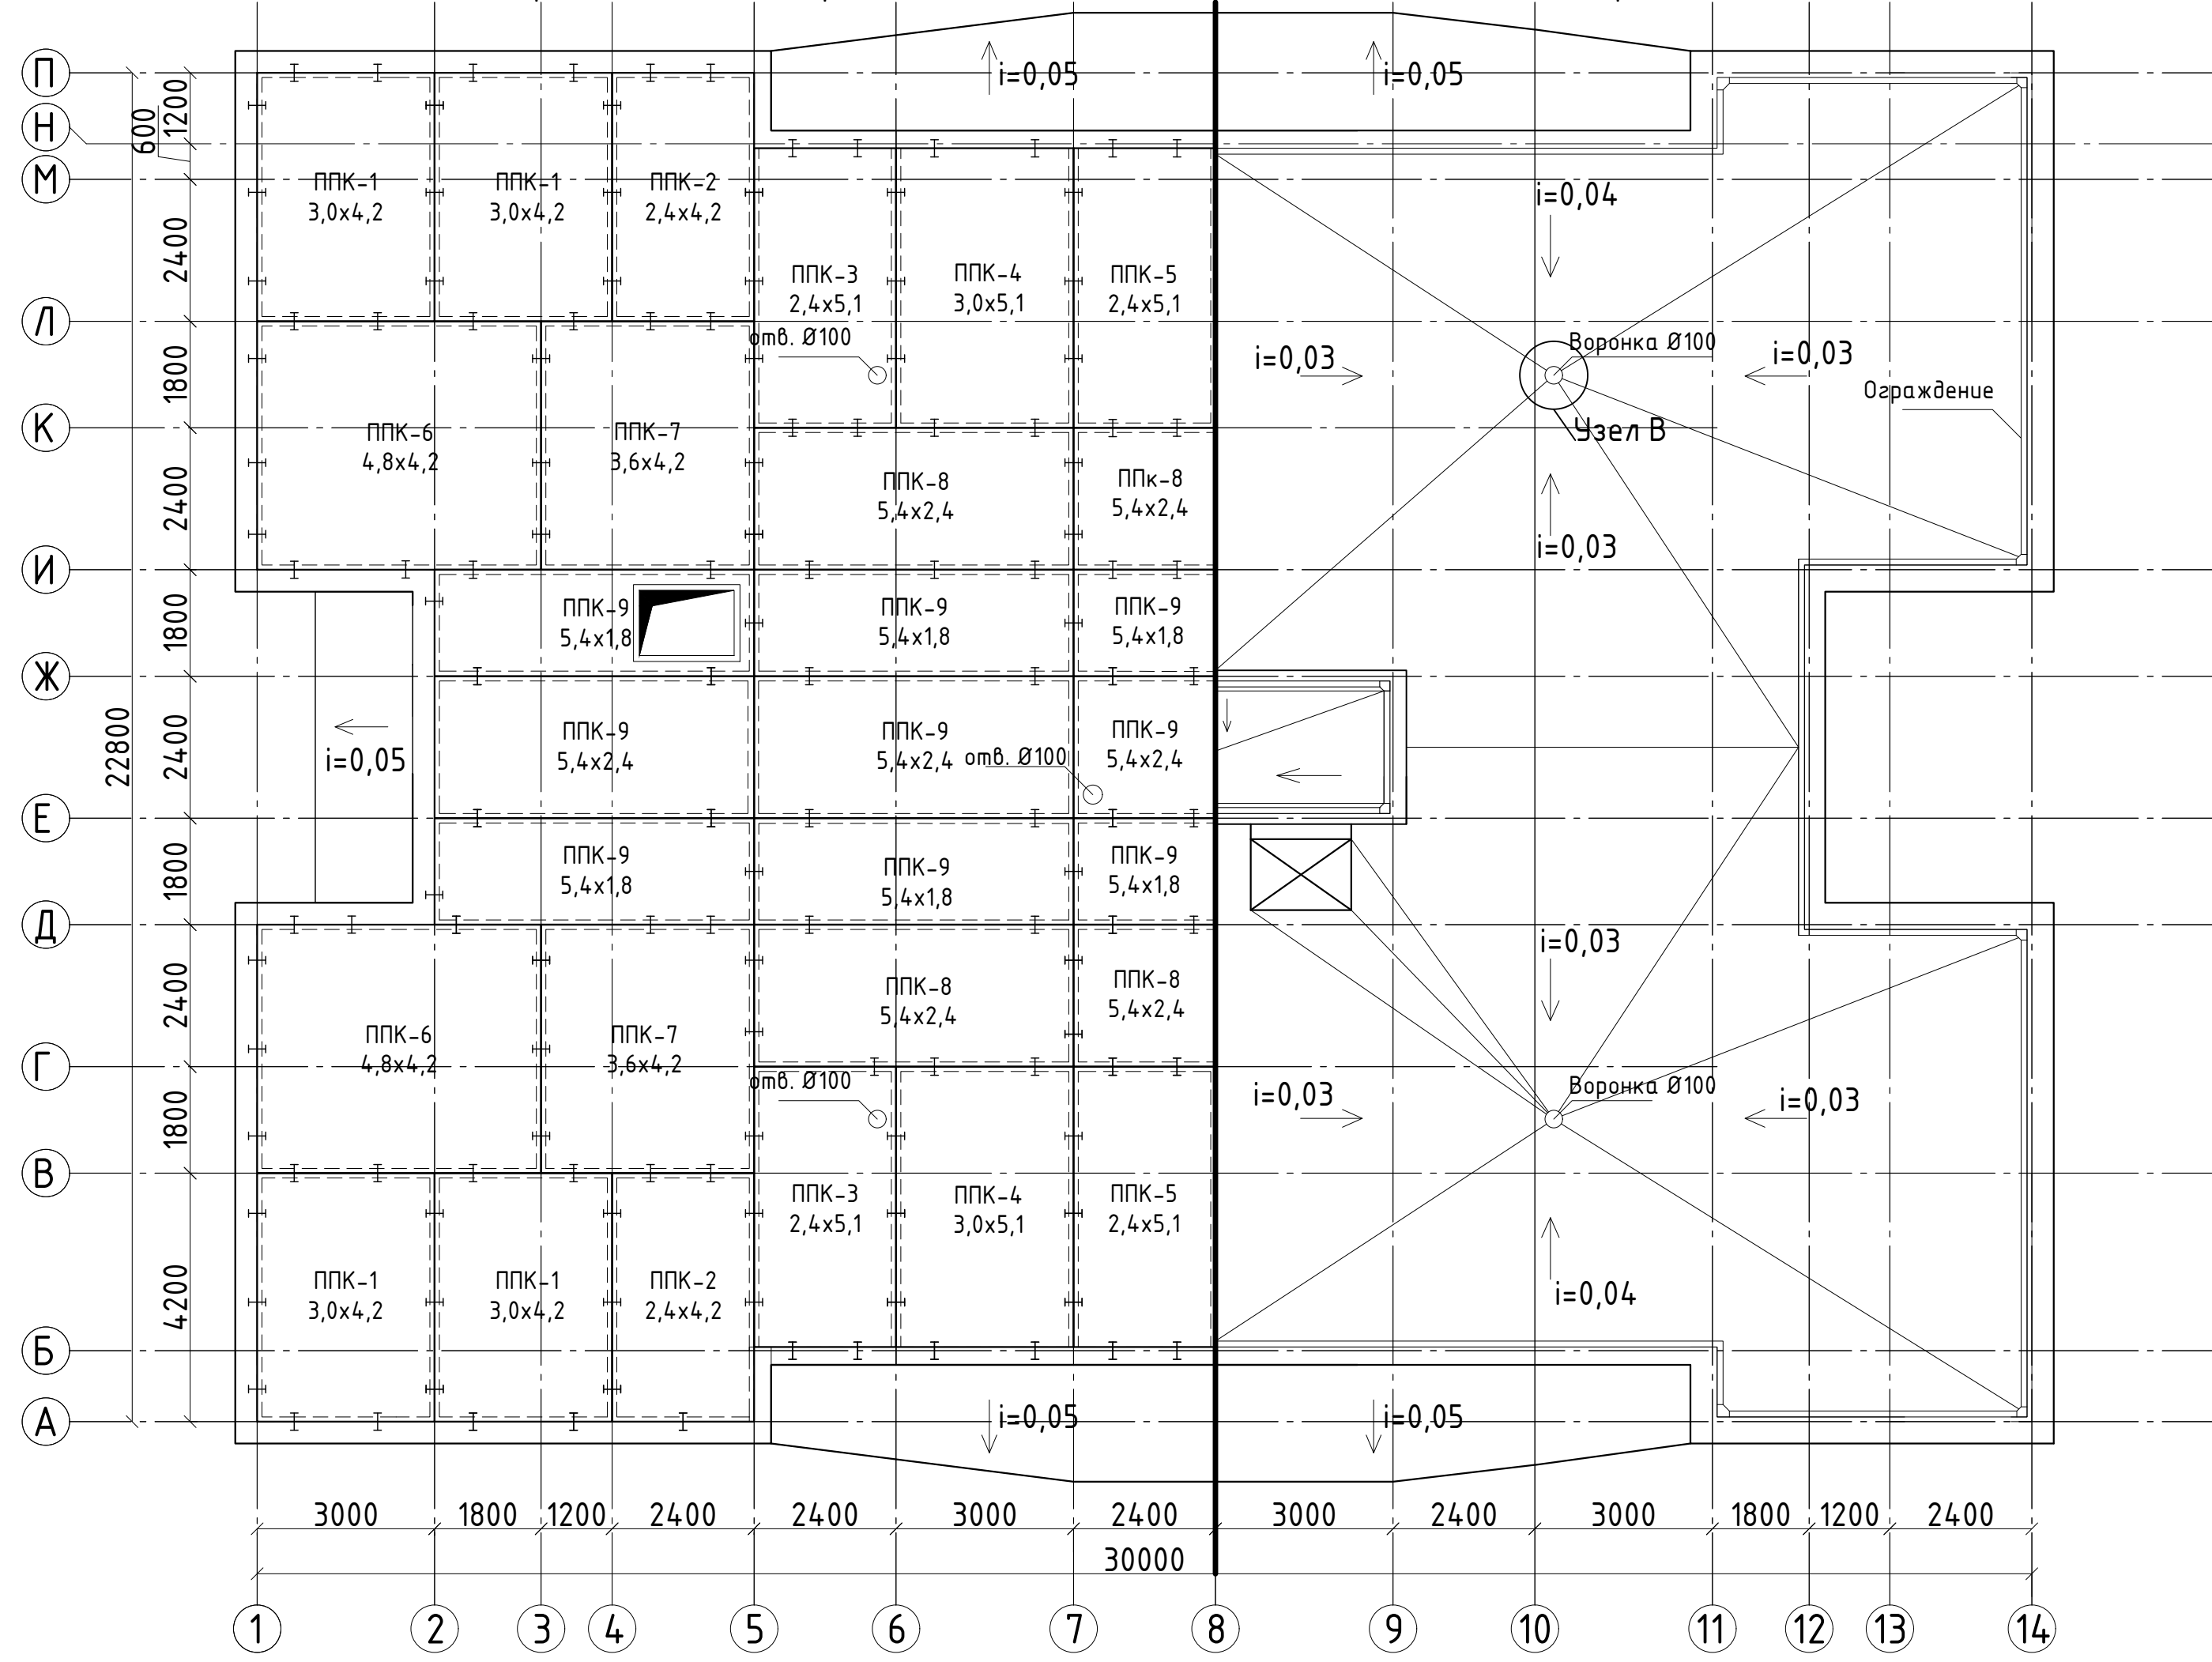 П
i=0,05
i=0,05
1200
600
Н
М
ППК-1
3,0х4,2
ППК-1
3,0х4,2
ППК-2
2,4х4,2
i=0,04
2400
ППК-3
2,4х5,1
ППК-4
3,0х5,1
ППК-5
2,4х5,1
Л
отв. Ø100
Воронка Ø100
i=0,03
i=0,03
1800
Ограждение
К
ППК-6
4,8х4,2
ППК-7
3,6х4,2
Узел В
2400
ППК-8
5,4х2,4
ППк-8
5,4х2,4
i=0,03
И
1800
ППК-9
5,4х1,8
ППК-9
5,4х1,8
ППК-9
5,4х1,8
Ж
22800
2400
i=0,05
ППК-9
5,4х2,4
ППК-9
5,4х2,4
отв. Ø100
ППК-9
5,4х2,4
Е
1800
ППК-9
5,4х1,8
ППК-9
5,4х1,8
ППК-9
5,4х1,8
Д
i=0,03
2400
ППК-8
5,4х2,4
ППК-8
5,4х2,4
ППК-6
4,8х4,2
ППК-7
3,6х4,2
Г
отв. Ø100
Воронка Ø100
i=0,03
i=0,03
1800
В
ППК-3
2,4х5,1
ППК-4
3,0х5,1
ППК-5
2,4х5,1
4200
ППК-1
3,0х4,2
ППК-1
3,0х4,2
ППК-2
2,4х4,2
i=0,04
Б
А
i=0,05
i=0,05
3000 1800 1200 2400 2400 3000 2400 3000 2400 3000 1800 1200 2400
30000
1 2 3 4 5 6 7 8 9 10 11 12 13 14